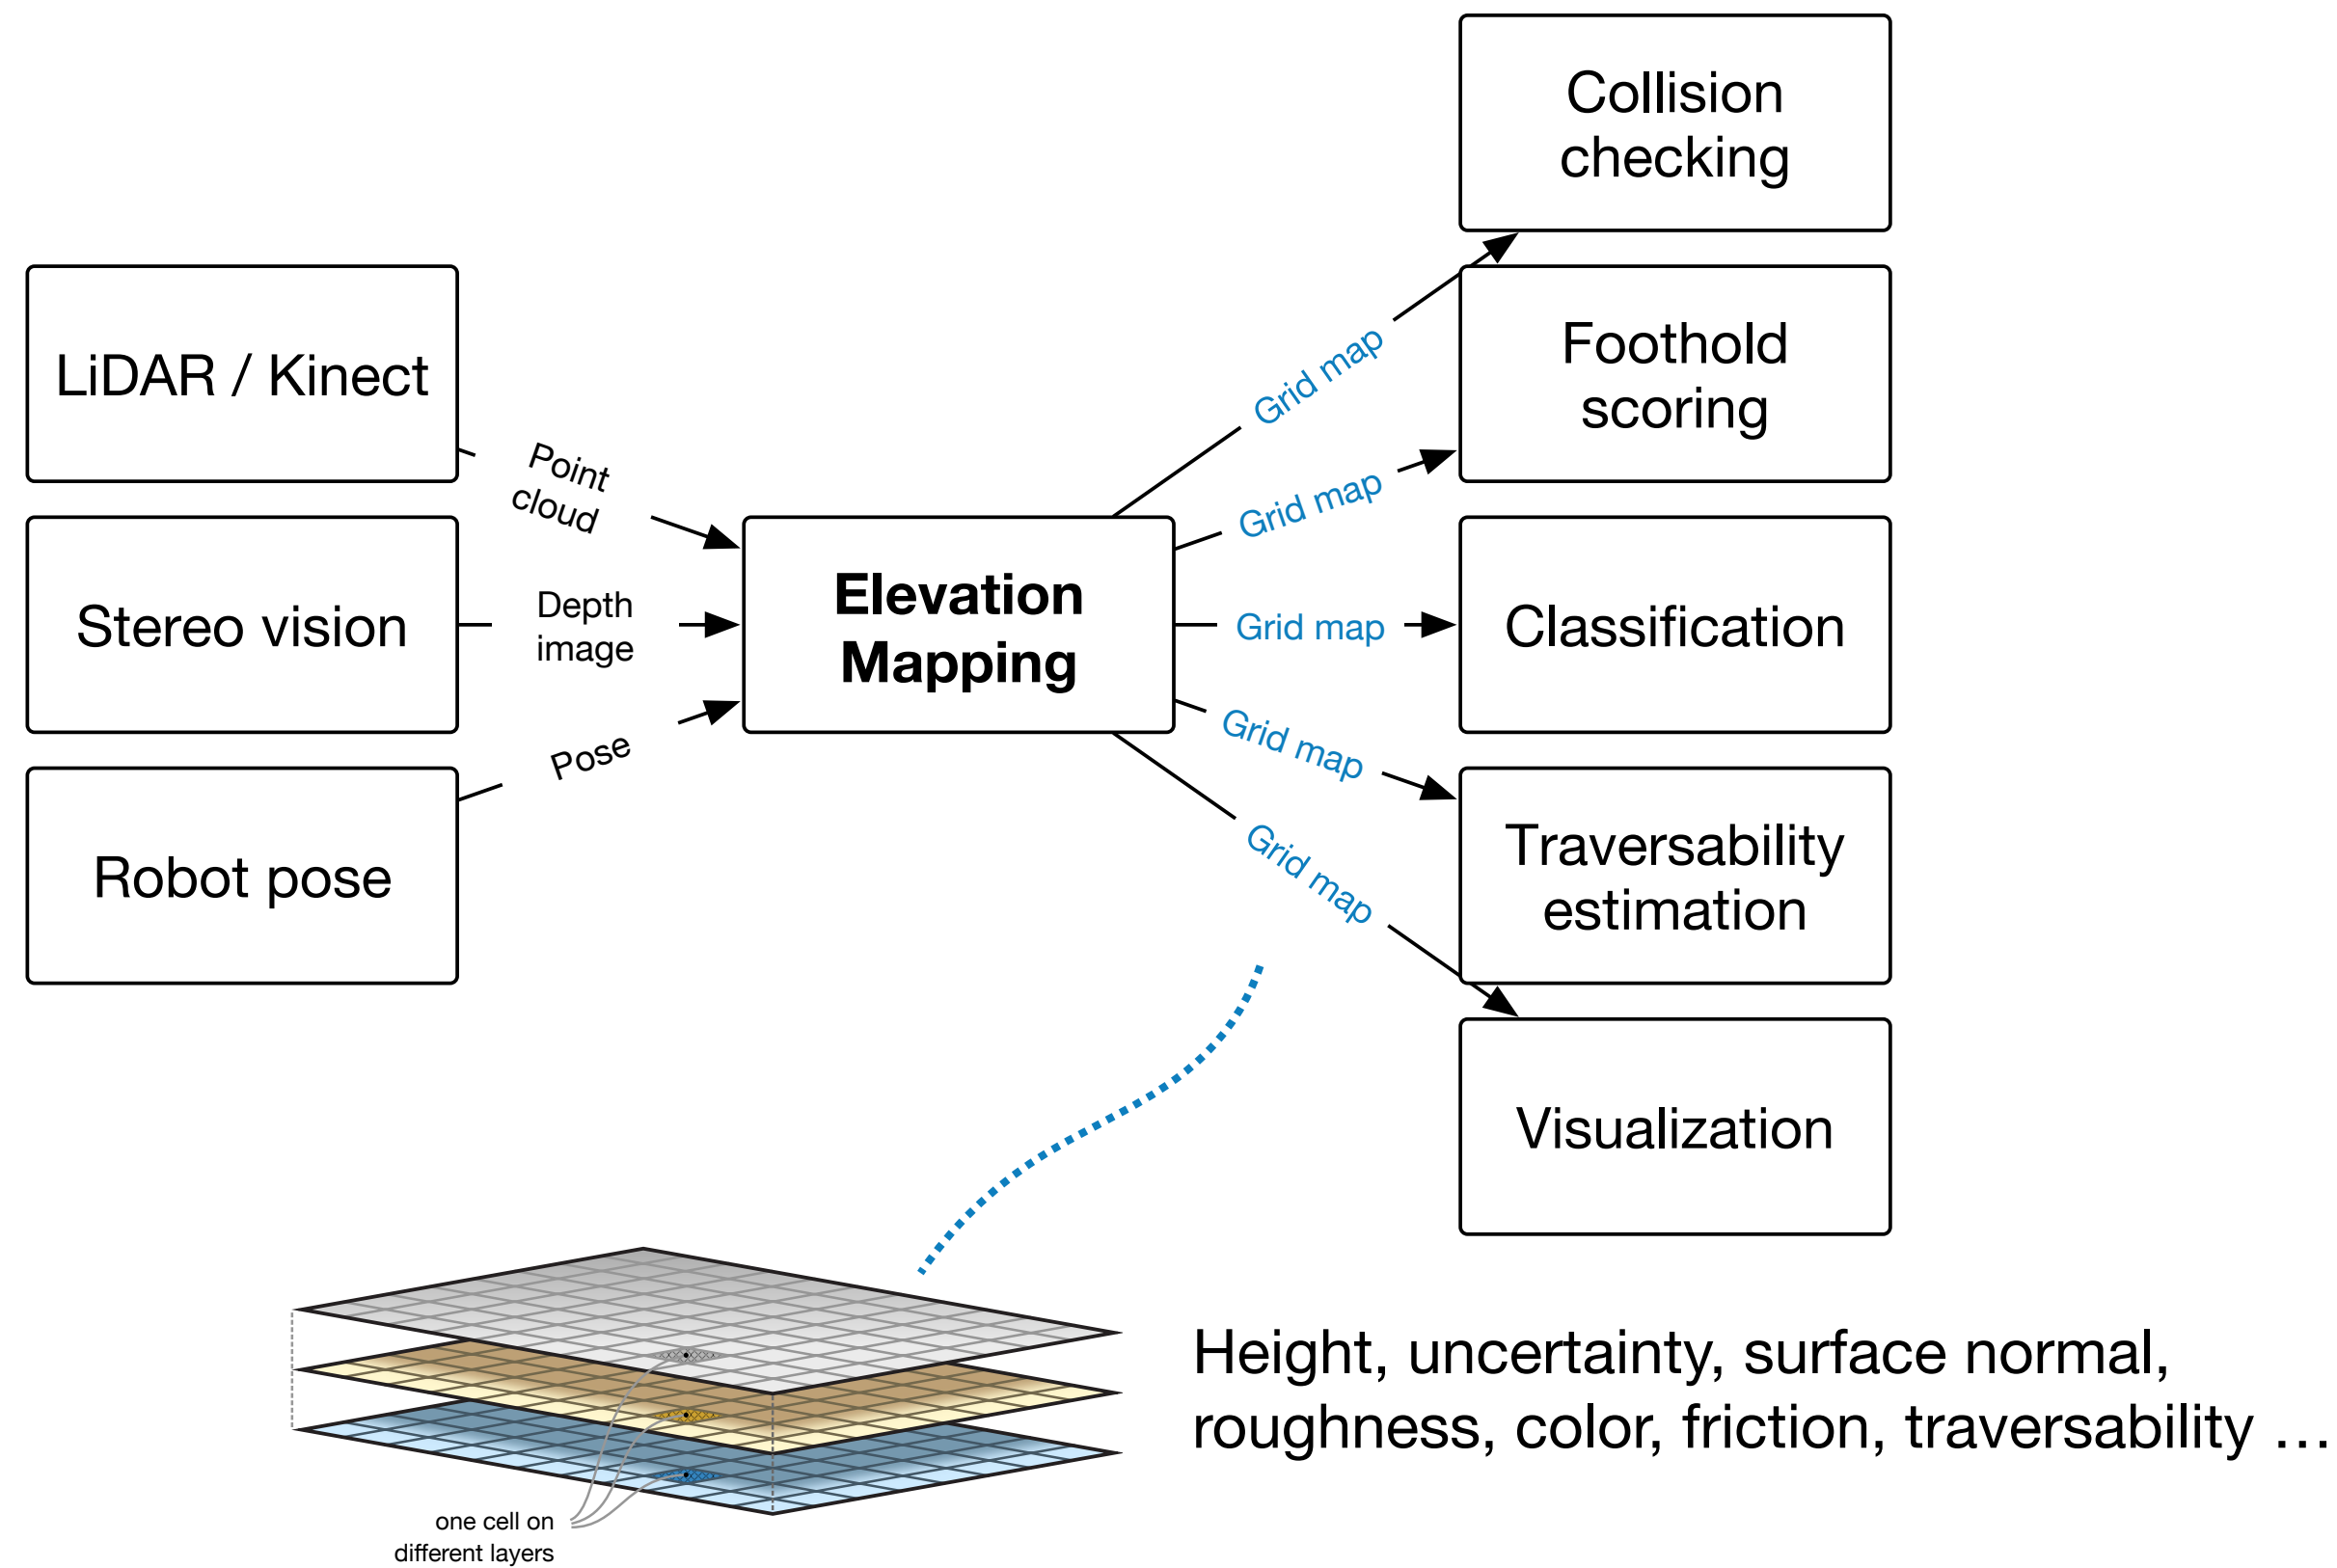 Collision
checking
LiDAR / Kinect
Foothold
scoring
Point
cloud
Grid map
Grid map
Stereo vision
Depth
image
Elevation
Mapping
Grid map
Classification
Pose
Grid map
Robot pose
Grid map
Traversability
estimation
Visualization
Height, uncertainty, surface normal,
roughness, color, friction, traversability ...
one cell on
different layers